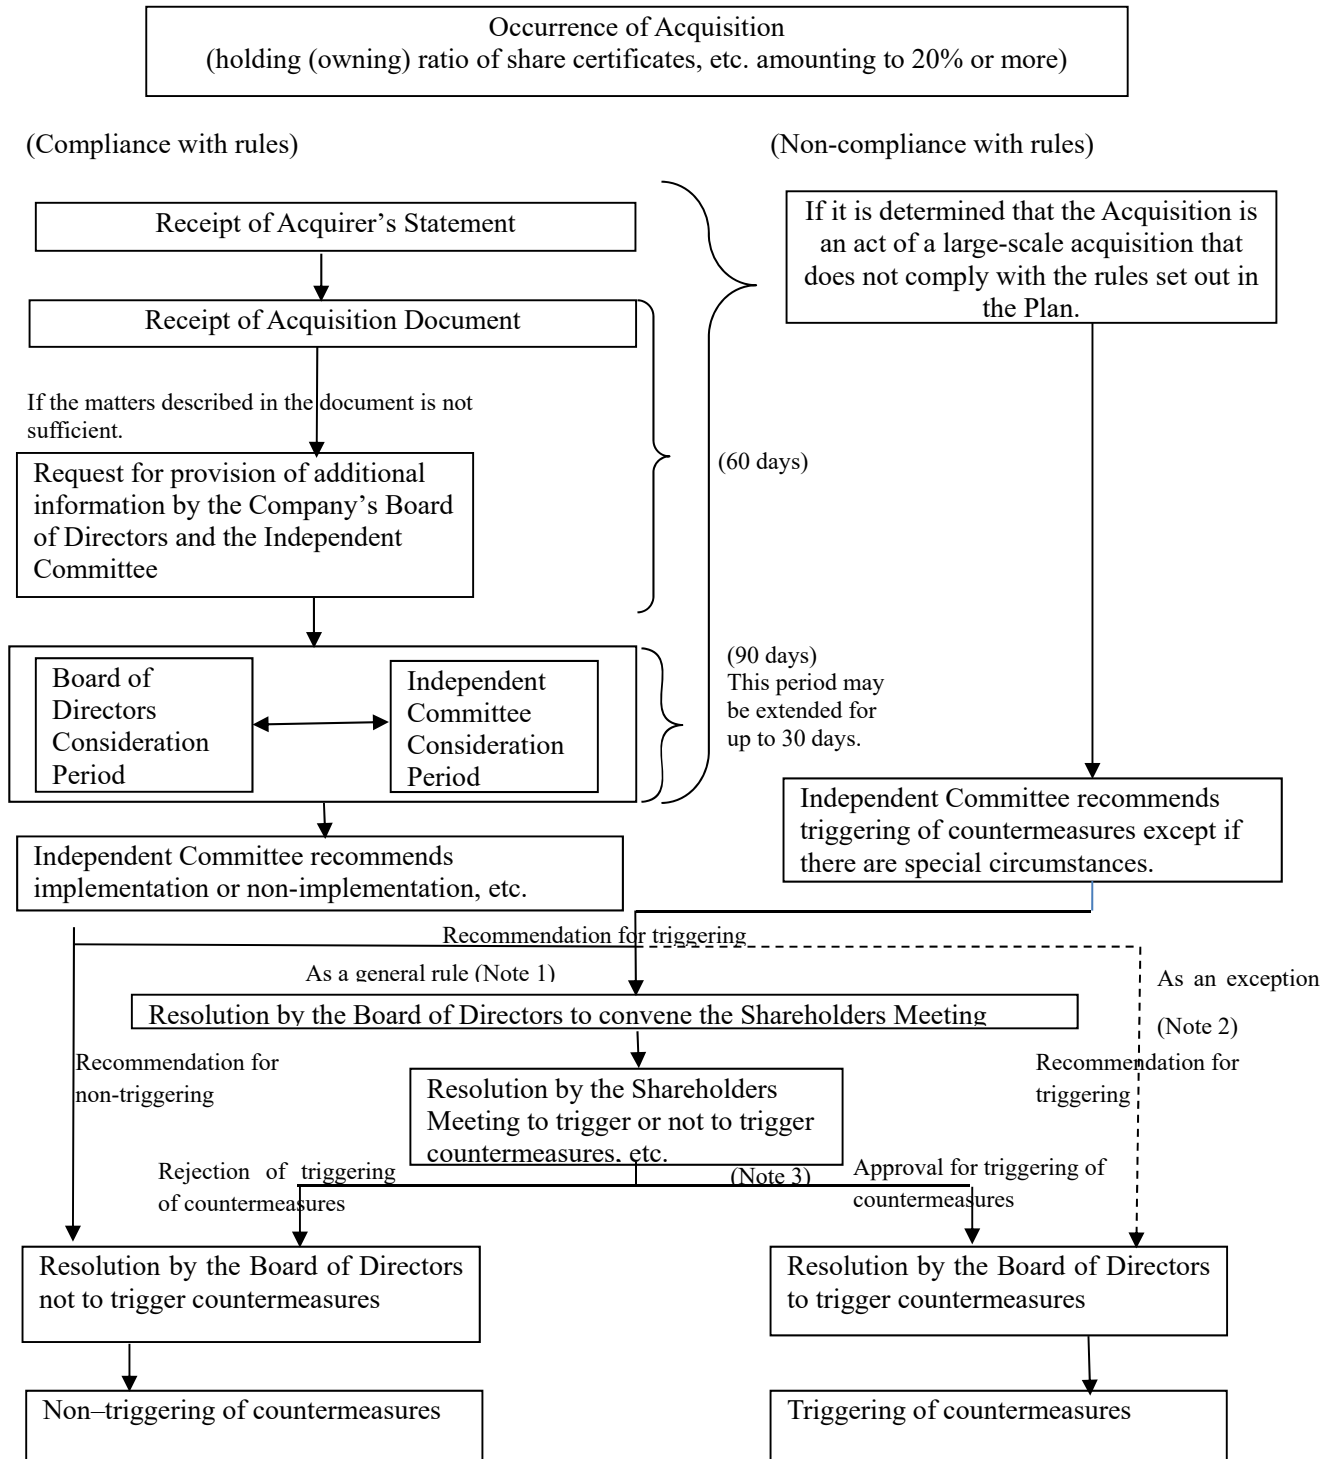 Occurrence of Acquisition
(holding (owning) ratio of share certificates, etc. amounting to 20% or more)
(Compliance with rules)
(Non-compliance with rules)
Receipt of Acquirer’s Statement
If it is determined that the Acquisition is
an act of a large-scale acquisition that
does not comply with the rules set out in
the Plan.
Receipt of Acquisition Document
If the matters described in the document is not
sufficient.
Request for provision of additional
information by the Company’s Board
of Directors and the Independent
Committee
(60 days)
Board of
Directors
Consideration
Period
Independent
Committee
Consideration
Period
(90 days)
This period may
be extended for
up to 30 days.
Independent Committee recommends
triggering of countermeasures except if
there are special circumstances.
Independent Committee recommends
implementation or non-implementation, etc.
Recommendation for triggering
As a general rule (Note 1)
As an exception
(Note 2)
Resolution by the Board of Directors to convene the Shareholders Meeting
Recommendation for
non-triggering
Recommendation for
triggering
Resolution by the Shareholders
Meeting to trigger or not to trigger
countermeasures, etc.
(Note 3)
Rejection of triggering
of countermeasures
Approval for triggering of
countermeasures
Resolution by the Board of Directors
not to trigger countermeasures
Resolution by the Board of Directors
to trigger countermeasures
Non–triggering of countermeasures
Triggering of countermeasures